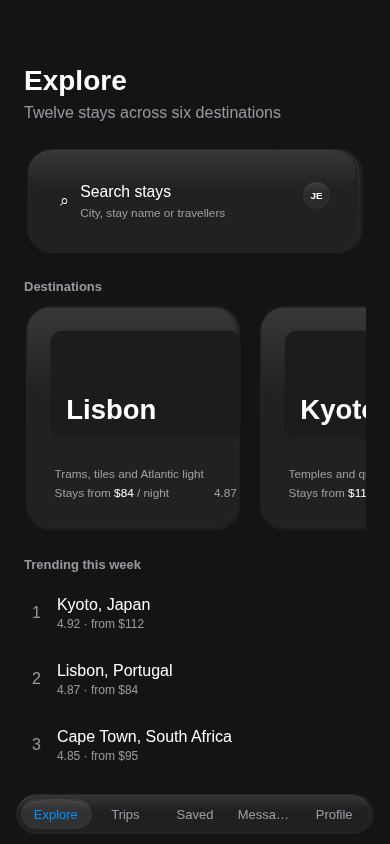 Explore
Twelve stays across six destinations
Search stays
City, stay name or travellers
JE
Destinations
Lisbon
Trams, tiles and Atlantic light
Stays from $84 / night 4.87
Temples and
Stays from
Trending this week
1
Kyoto, Japan
4.92 · from $112
2
Lisbon, Portugal
4.87 · from $84
3
Cape Town, South Africa
4.85 · from $95
Explore Trips Saved Messa… Profile